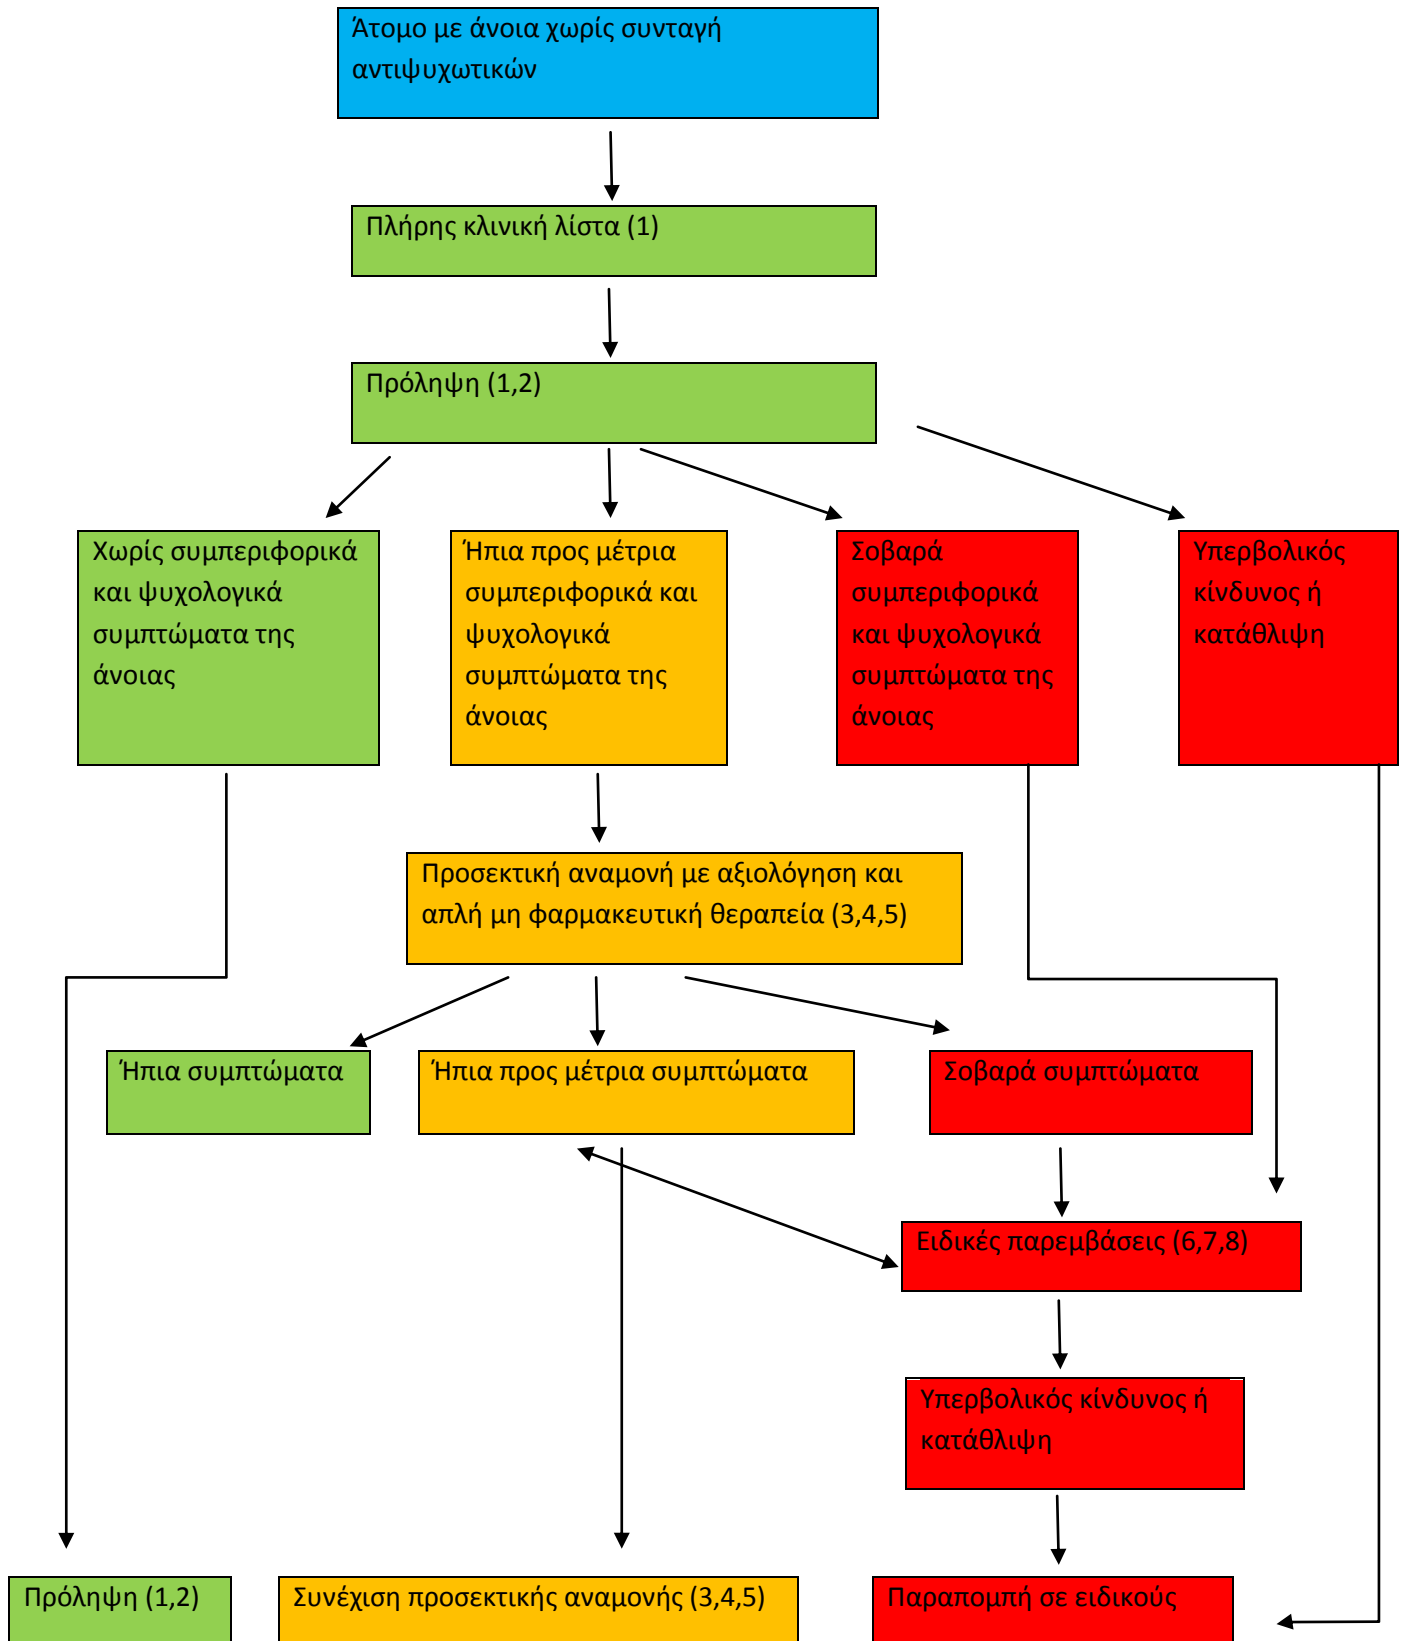 Άτομο με άνοια χωρίς συνταγή
αντιψυχωτικών
Πλήρης κλινική λίστα (1)
Πρόληψη (1,2)
Χωρίς συμπεριφορικά
και ψυχολογικά
συμπτώματα της
άνοιας
Ήπια προς μέτρια
συμπεριφορικά και
ψυχολογικά
συμπτώματα της
άνοιας
Σοβαρά
συμπεριφορικά
και ψυχολογικά
συμπτώματα της
άνοιας
Υπερβολικός
κίνδυνος ή
κατάθλιψη
Προσεκτική αναμονή με αξιολόγηση και
απλή μη φαρμακευτική θεραπεία (3,4,5)
Ήπια συμπτώματα
Ήπια προς μέτρια συμπτώματα
Σοβαρά συμπτώματα
Ειδικές παρεμβάσεις (6,7,8)
Υπερβολικός κίνδυνος ή
κατάθλιψη
Πρόληψη (1,2)
Συνέχιση προσεκτικής αναμονής (3,4,5)
Παραπομπή σε ειδικούς